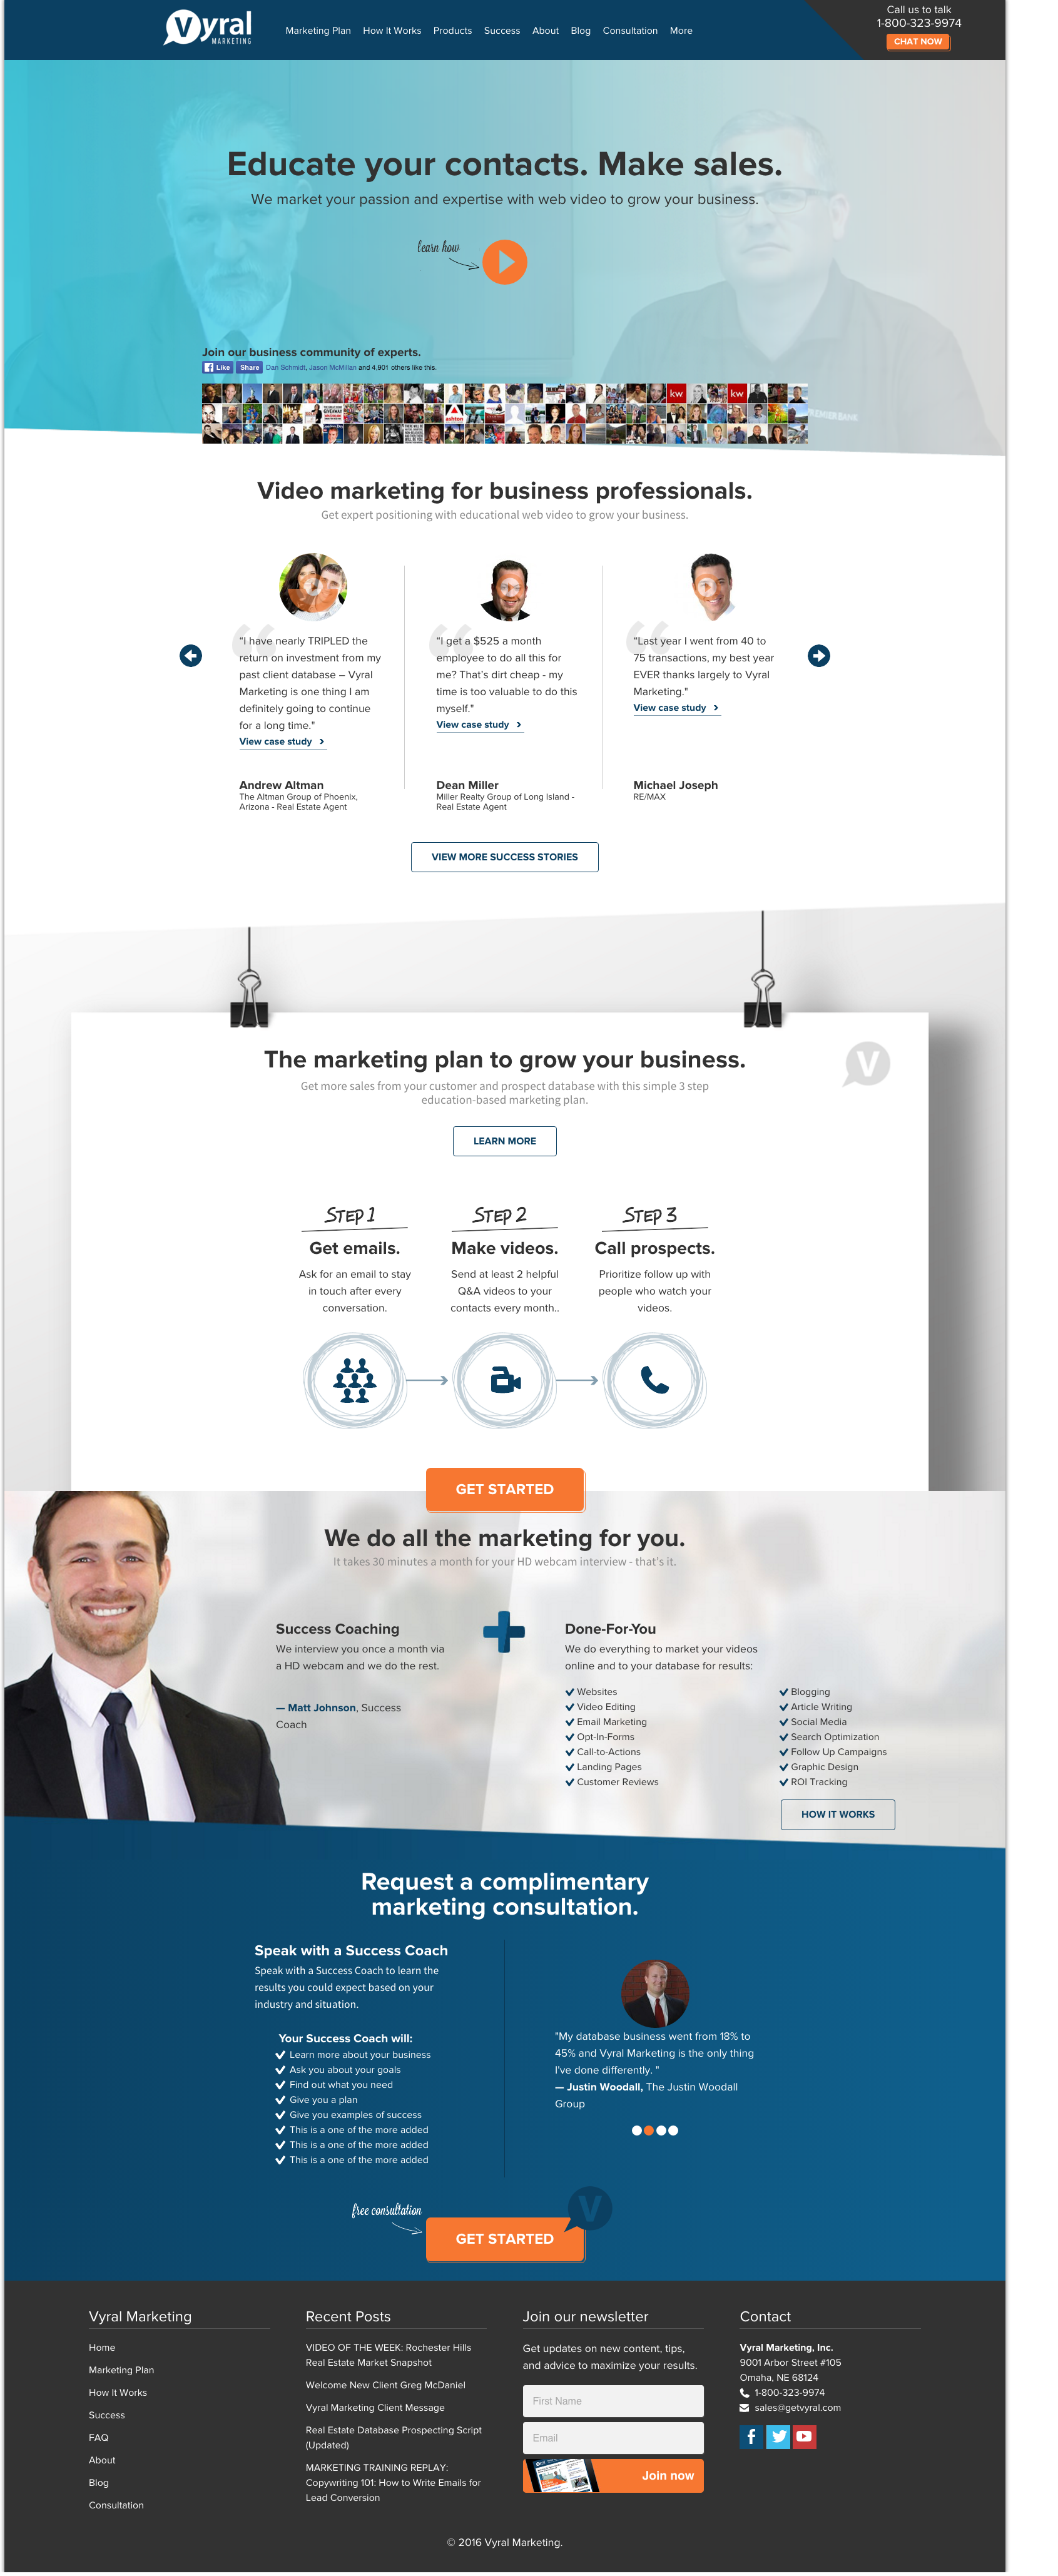 Vyral
MARKETING
Marketing Plan How It Works Products Success About Blog Consultation More
Call us to talk
1-800-323-9974
CHAT NOW
Educate your contacts. Make sales.
We market your passion and expertise with web video to grow your business.
learn how
Join our business community of experts.
Like Share Dan Schmidt, Jason McMillan and 4,901 others like this.
kw kw
PREMIER BANK
Video marketing for business professionals.
Get expert positioning with educational web video to grow your business.
“I have nearly TRIPLED the
return on investment from my
past client database – Vyral
Marketing is one thing I am
definitely going to continue
for a long time."
View case study
Andrew Altman
The Altman Group of Phoenix,
Arizona - Real Estate Agent
“I get a $525 a month
employee to do all this for
me? That’s dirt cheap - my
time is too valuable to do this
myself."
View case study
Dean Miller
Miller Realty Group of Long Island -
Real Estate Agent
“Last year I went from 40 to
75 transactions, my best year
EVER thanks largely to Vyral
Marketing."
View case study
Michael Joseph
RE/MAX
VIEW MORE SUCCESS STORIES
The marketing plan to grow your business.
Get more sales from your customer and prospect database with this simple 3 step
education-based marketing plan.
LEARN MORE
STEP 1
Get emails.
Ask for an email to stay
in touch after every
conversation.
STEP 2
Make videos.
Send at least 2 helpful
Q&A videos to your
contacts every month..
STEP 3
Call prospects.
Prioritize follow up with
people who watch your
videos.
GET STARTED
We do all the marketing for you.
It takes 30 minutes a month for your HD webcam interview - that’s it.
Success Coaching
We interview you once a month via
a HD webcam and we do the rest.
— Matt Johnson, Success
Coach
Done-For-You
We do everything to market your videos
online and to your database for results:
Websites
Video Editing
Email Marketing
Opt-In-Forms
Call-to-Actions
Landing Pages
Customer Reviews
Blogging
Article Writing
Social Media
Search Optimization
Follow Up Campaigns
Graphic Design
ROI Tracking
HOW IT WORKS
Request a complimentary
marketing consultation.
Speak with a Success Coach
Speak with a Success Coach to learn the
results you could expect based on your
industry and situation.
Your Success Coach will:
Learn more about your business
Ask you about your goals
Find out what you need
Give you a plan
Give you examples of success
This is a one of the more added
This is a one of the more added
This is a one of the more added
"My database business went from 18% to
45% and Vyral Marketing is the only thing
I've done differently. "
— Justin Woodall, The Justin Woodall
Group
free consultation
GET STARTED
Vyral Marketing
Home
Marketing Plan
How It Works
Success
FAQ
About
Blog
Consultation
Recent Posts
VIDEO OF THE WEEK: Rochester Hills
Real Estate Market Snapshot
Welcome New Client Greg McDaniel
Vyral Marketing Client Message
Real Estate Database Prospecting Script
(Updated)
MARKETING TRAINING REPLAY:
Copywriting 101: How to Write Emails for
Lead Conversion
Join our newsletter
Get updates on new content, tips,
and advice to maximize your results.
First Name
Email
Join now
Contact
Vyral Marketing, Inc.
9001 Arbor Street #105
Omaha, NE 68124
1-800-323-9974
sales@getvyral.com
© 2016 Vyral Marketing.